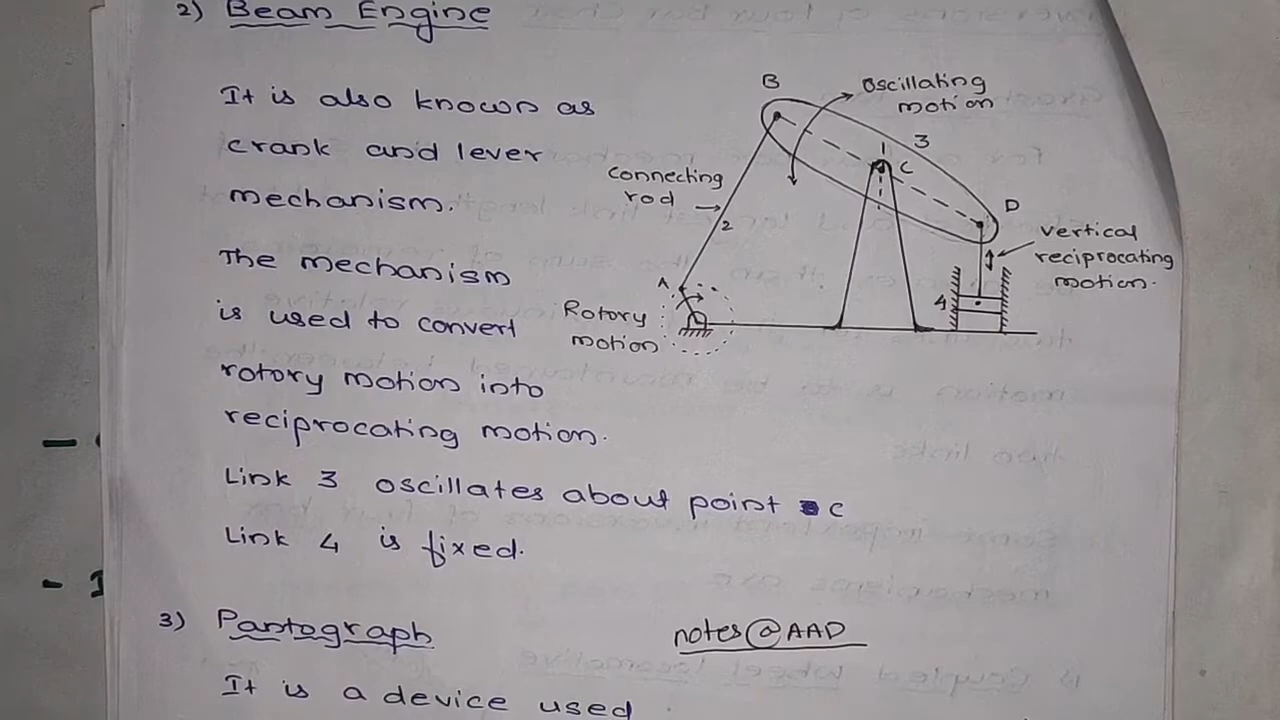 2) Beam Engine
It is also known as
crank and lever
mechanism.
The mechanism
is used to convert
rotory motion into
reciprocating motion.
Link 3 oscillates about point C
Link 4 is fixed.
B
Oscillating
motion
3
C
connecting
rod
2
D
vertical
reciprocating
motion.
A
4
Rotory
motion
3) Pantograph
notes@AAD
It is a device used